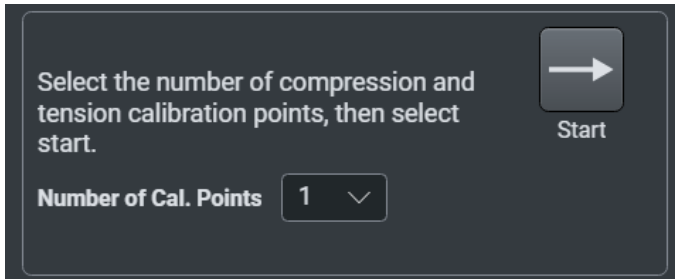 Select the number of compression and
tension calibration points, then select
start.
Start
Number of Cal. Points 1